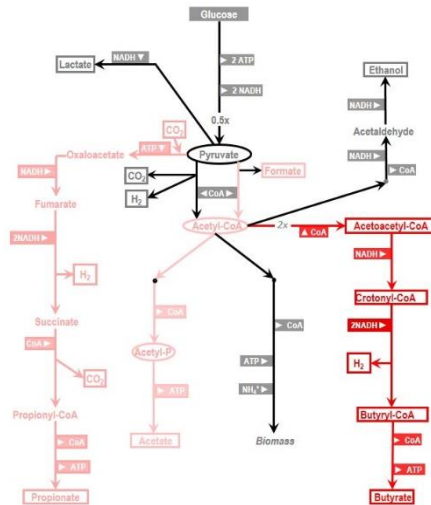 Glucose
NADH ▼
Lactate
► 2 ATP
► 2 NADH
Ethanol
0.5x
NADH ►
CO₂
ATP ▼
Acetaldehyde
Oxaloacetate
Pyruvate
NADH ►
► CoA
NADH ►
CO₂
Formate
H₂
◄ CoA ►
Fumarate
Acetyl-CoA
2x
▲ CoA
Acetoacetyl-CoA
2NADH ►
NADH ►
H₂
Crotonyl-CoA
► CoA
► CoA
2NADH ►
Succinate
CoA ►
Acetyl-P
ATP ►
H₂
CO₂
► ATP
NH₄⁺ ►
Propionyl-CoA
Acetate
Biomass
Butyryl-CoA
► CoA
► CoA
► ATP
► ATP
Propionate
Butyrate